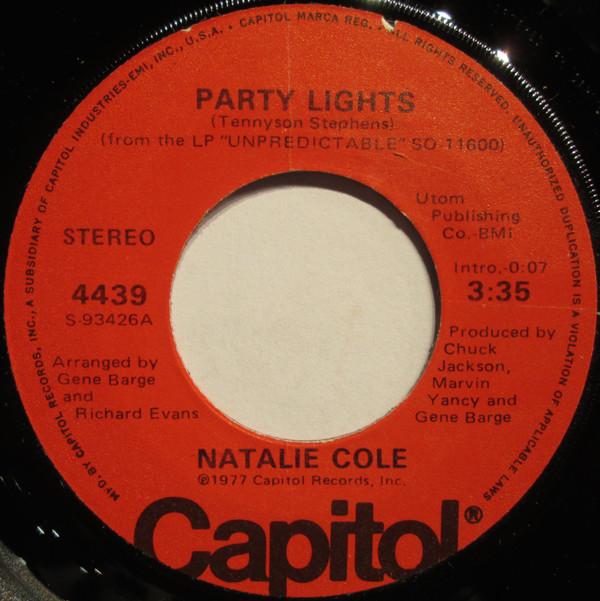 MF'D. BY CAPITOL RECORDS, INC., A SUBSIDIARY OF CAPITOL INDUSTRIES-EMI, INC., U.S.A. • CAPITOL MARCA REG. • ALL RIGHTS RESERVED. UNAUTHORIZED DUPLICATION IS A VIOLATION OF APPLICABLE LAWS
PARTY LIGHTS
(Tennyson Stephens)
(from the LP "UNPREDICTABLE" SO-11600)
STEREO
4439
S-93426A
Arranged by
Gene Barge
and
Richard Evans
Utom
Publishing
Co.-BMI
Intro.-0:07
3:35
Produced by
Chuck
Jackson,
Marvin
Yancy and
Gene Barge
NATALIE COLE
℗1977 Capitol Records, Inc.
Capitol®